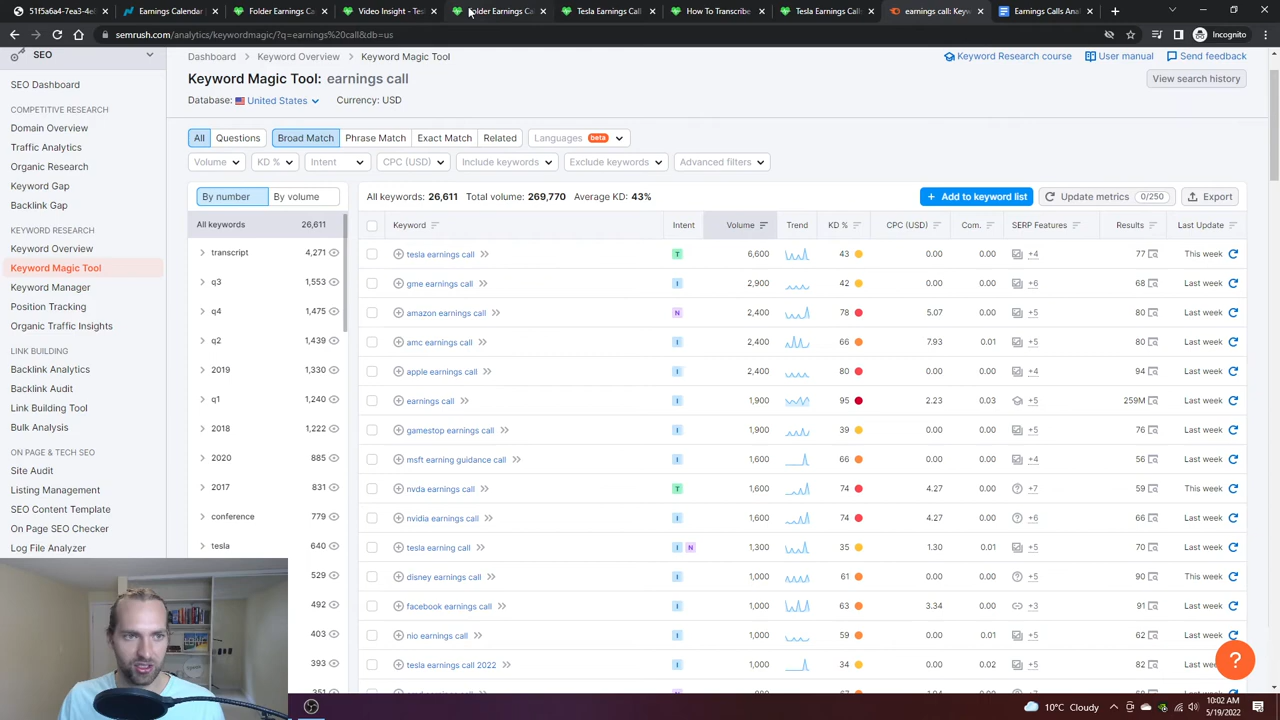 515f6a4d-7ec
Earnings Calenda
Earnings Call Tran
Video Insights - Te
Folder Earnings Ca
Tesla Earnings Call
How To Transcribe
Tesla Earnings Call
earnings call: Key
Earnings Calls Anal
semrush.com/analytics/keywordmagic/?q=earnings%20call&db=us
Incognito
SEO
SEO Dashboard
COMPETITIVE RESEARCH
Domain Overview
Traffic Analytics
Organic Research
Keyword Gap
Backlink Gap
KEYWORD RESEARCH
Keyword Overview
Keyword Magic Tool
Keyword Manager
Position Tracking
Organic Traffic Insights
LINK BUILDING
Backlink Analytics
Backlink Audit
Link Building Tool
Bulk Analysis
ON PAGE & TECH SEO
Site Audit
Listing Management
SEO Content Template
On Page SEO Checker
Log File Analyzer
Dashboard > Keyword Overview > Keyword Magic Tool
Keyword Research course
User manual
Send feedback
Keyword Magic Tool: earnings call
View search history
Database: United States Currency: USD
All Questions Broad Match Phrase Match Exact Match Related Languages beta
Volume KD % Intent CPC (USD) Include keywords Exclude keywords Advanced filters
By number By volume
All keywords: 26,611 Total volume: 269,770 Average KD: 43%
+ Add to keyword list
Update metrics 0/250
Export
All keywords 26,611
transcript 4,271
q3 1,553
q4 1,475
q2 1,439
2019 1,330
q1 1,240
2018 1,222
2020 885
2017 831
conference 779
tesla 640
529
492
403
393
Keyword Intent Volume Trend KD % CPC (USD) Com. SERP Features Results Last Update
tesla earnings call T 6,600 43 0.00 0.00 +4 77 This week
gme earnings call I 2,900 42 0.00 0.00 +6 68 Last week
amazon earnings call N 2,400 78 5.07 0.00 +5 80 Last week
amc earnings call I 2,400 66 7.93 0.01 +5 80 Last week
apple earnings call I 2,400 80 0.00 0.00 +4 94 Last week
earnings call I 1,900 95 2.23 0.03 +5 259M Last week
gamestop earnings call I 1,900 39 0.00 0.00 +5 76 Last week
msft earning guidance call I 1,600 66 0.00 0.00 +4 56 Last week
nvda earnings call T 1,600 74 4.27 0.00 +7 59 This week
nvidia earnings call I 1,600 74 4.27 0.00 +6 66 Last week
tesla earning call I N 1,300 35 1.30 0.01 +5 70 Last week
disney earnings call I 1,000 61 0.00 0.00 +5 90 This week
facebook earnings call I 1,000 63 3.34 0.00 +3 91 Last week
nio earnings call I 1,000 59 0.00 0.01 +5 62 Last week
tesla earnings call 2022 I 1,000 34 0.00 0.02 +5 82 Last week
?
10°C Cloudy
10:02 AM
5/19/2022